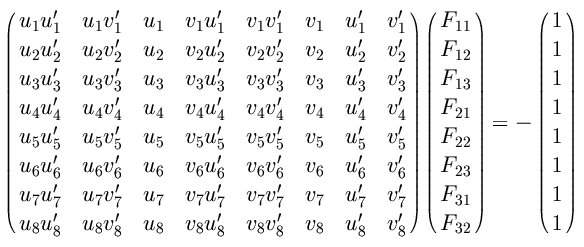 u₁u′₁ u₁v′₁ u₁ v₁u′₁ v₁v′₁ v₁ u′₁ v′₁ F₁₁ 1
u₂u′₂ u₂v′₂ u₂ v₂u′₂ v₂v′₂ v₂ u′₂ v′₂ F₁₂ 1
u₃u′₃ u₃v′₃ u₃ v₃u′₃ v₃v′₃ v₃ u′₃ v′₃ F₁₃ 1
u₄u′₄ u₄v′₄ u₄ v₄u′₄ v₄v′₄ v₄ u′₄ v′₄ F₂₁ 1
u₅u′₅ u₅v′₅ u₅ v₅u′₅ v₅v′₅ v₅ u′₅ v′₅ F₂₂ = − 1
u₆u′₆ u₆v′₆ u₆ v₆u′₆ v₆v′₆ v₆ u′₆ v′₆ F₂₃ 1
u₇u′₇ u₇v′₇ u₇ v₇u′₇ v₇v′₇ v₇ u′₇ v′₇ F₃₁ 1
u₈u′₈ u₈v′₈ u₈ v₈u′₈ v₈v′₈ v₈ u′₈ v′₈ F₃₂ 1